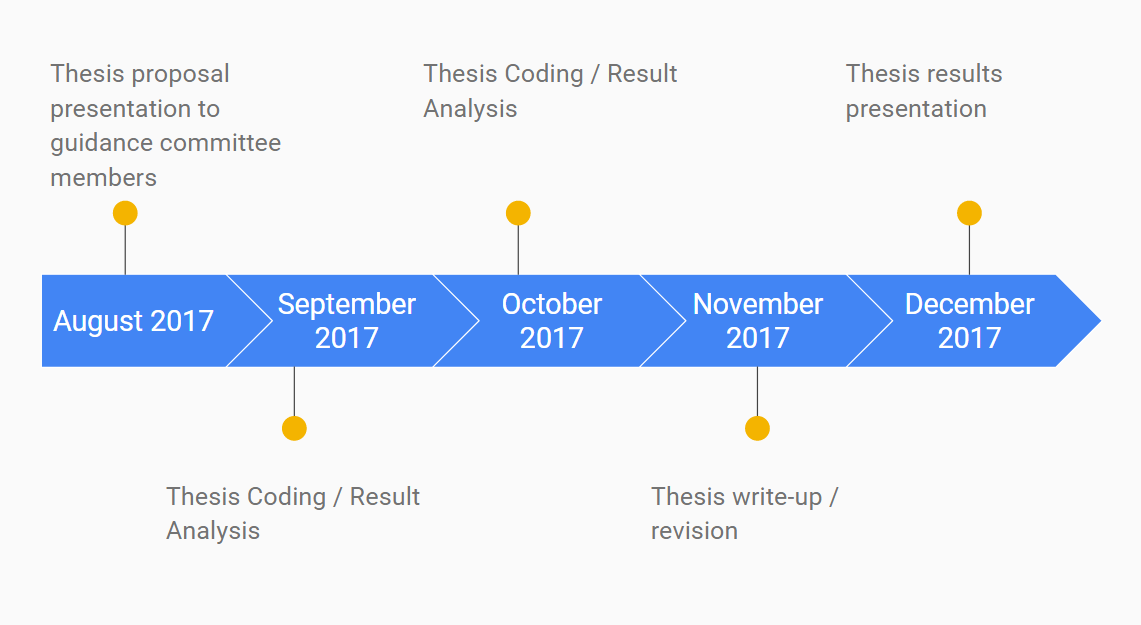 Thesis proposal
presentation to
guidance committee
members
Thesis Coding / Result
Analysis
Thesis results
presentation
August 2017
September
2017
October
2017
November
2017
December
2017
Thesis Coding / Result
Analysis
Thesis write-up /
revision